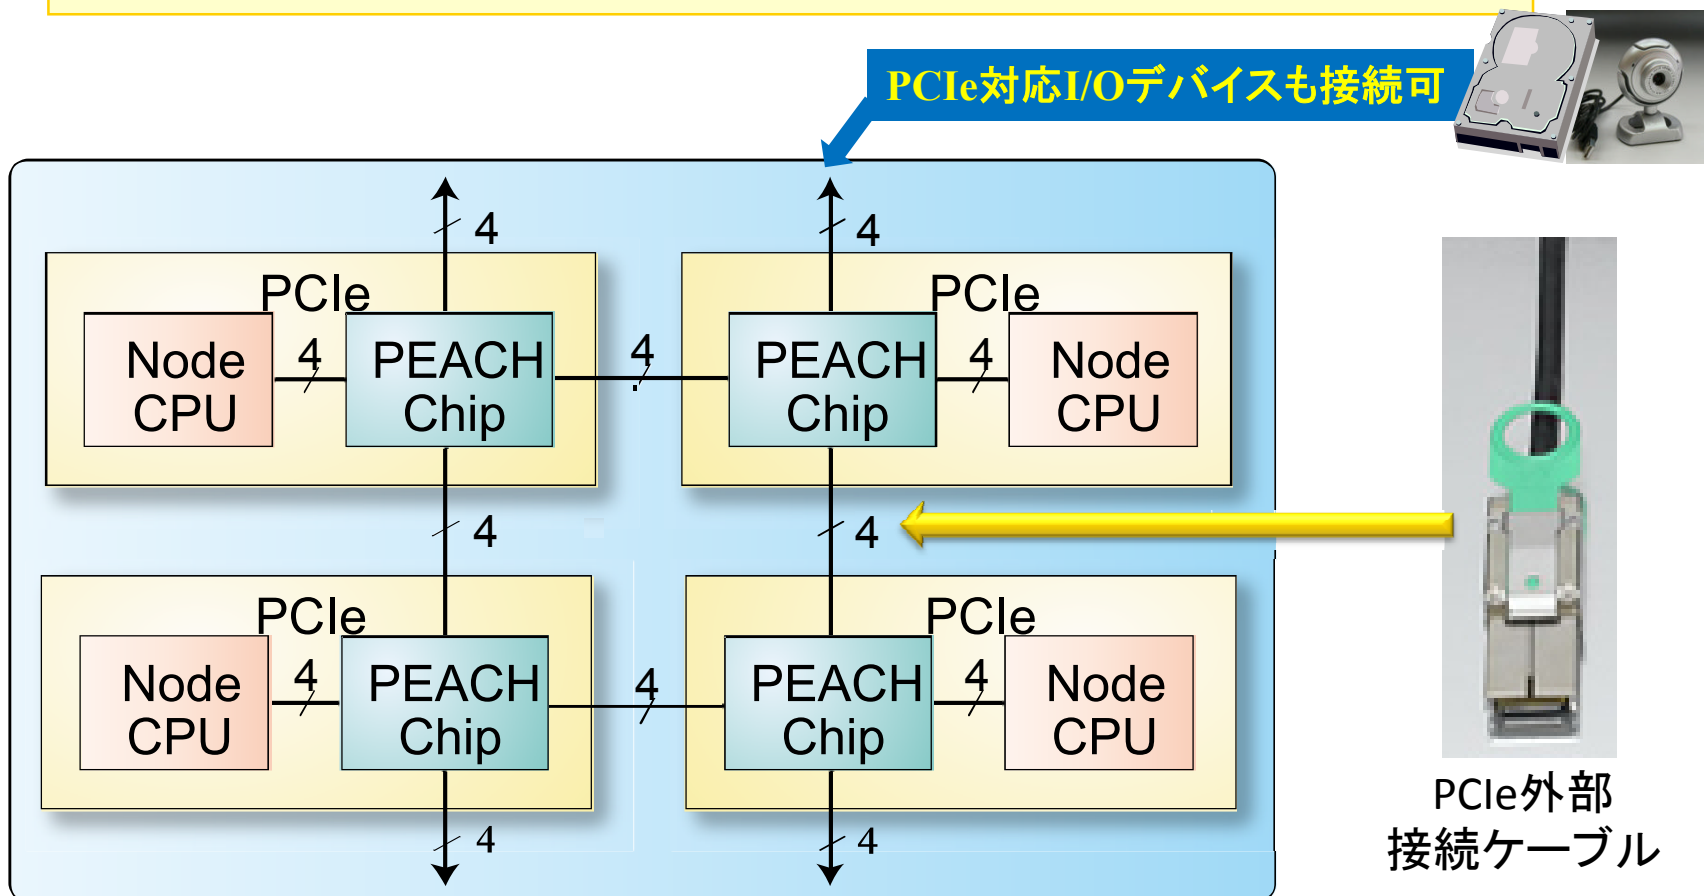 PCIe対応I/Oデバイスも接続可
4
4
PCIe
PCIe
Node
CPU
4
PEACH
Chip
4
PEACH
Chip
4
Node
CPU
4
4
PCIe
PCIe
Node
CPU
4
PEACH
Chip
4
PEACH
Chip
4
Node
CPU
4
4
PCIe外部
接続ケーブル